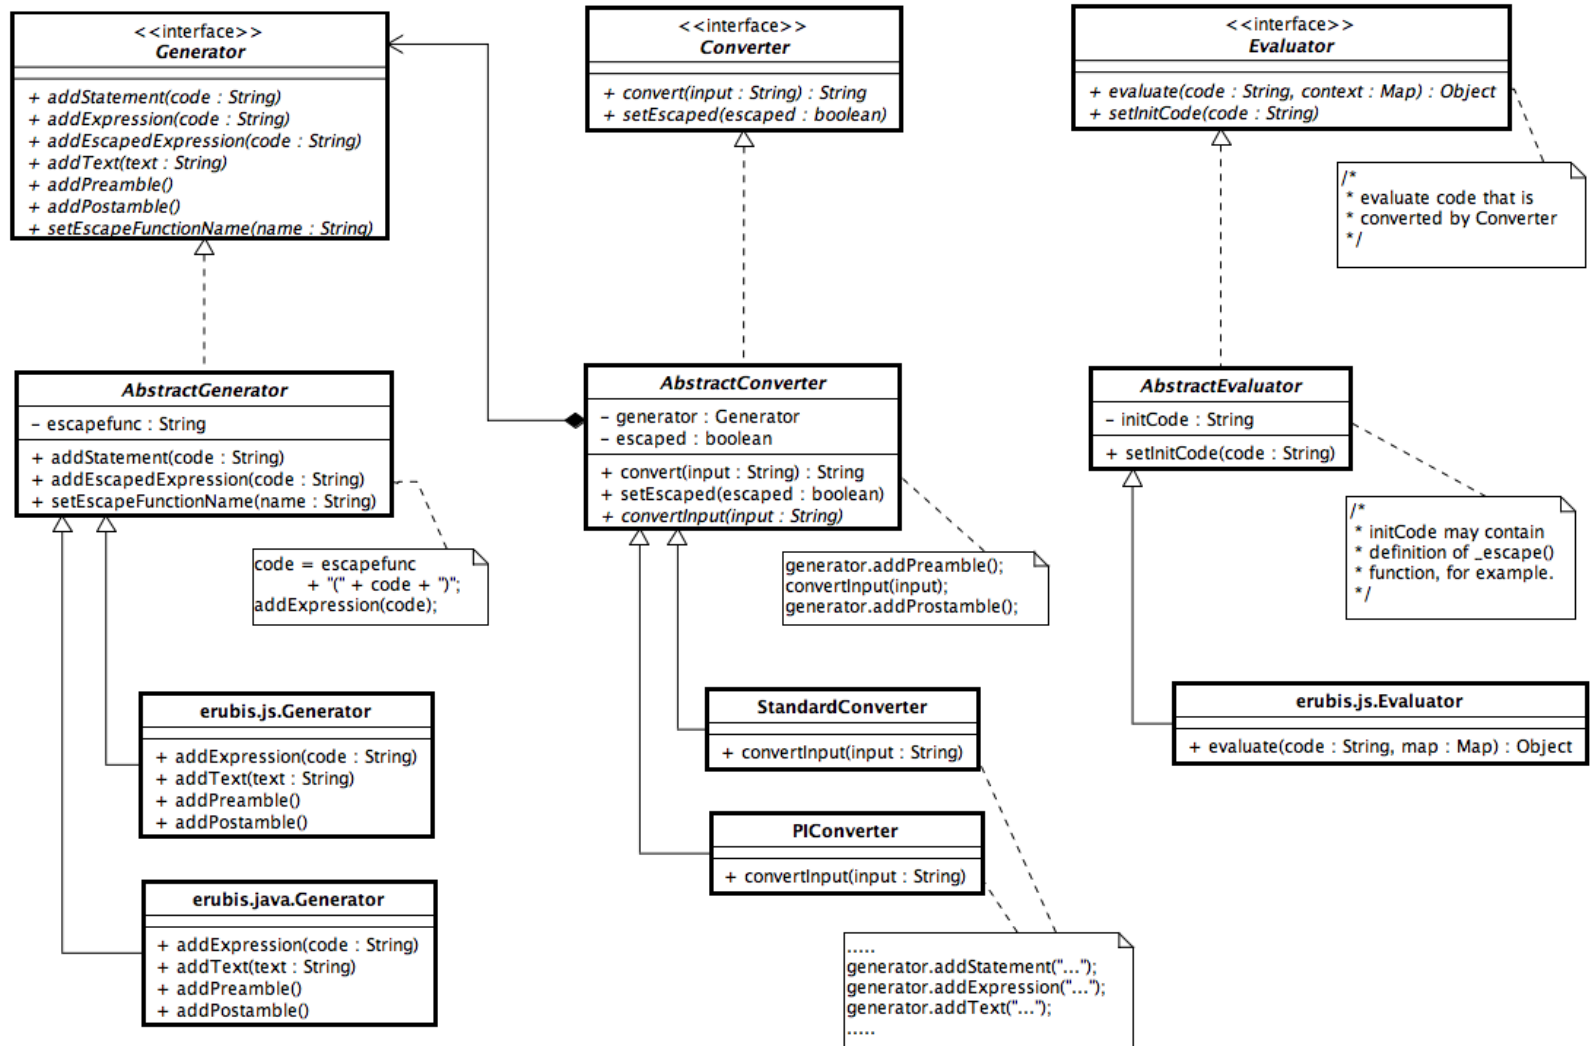 <<interface>>
Generator
+ addStatement(code : String)
+ addExpression(code : String)
+ addEscapedExpression(code : String)
+ addText(text : String)
+ addPreamble()
+ addPostamble()
+ setEscapeFunctionName(name : String)
<<interface>>
Converter
+ convert(input : String) : String
+ setEscaped(escaped : boolean)
<<interface>>
Evaluator
+ evaluate(code : String, context : Map) : Object
+ setInitCode(code : String)
/*
* evaluate code that is
* converted by Converter
*/
AbstractGenerator
- escapefunc : String
+ addStatement(code : String)
+ addEscapedExpression(code : String)
+ setEscapeFunctionName(name : String)
code = escapefunc
+ "(" + code + ")";
addExpression(code);
AbstractConverter
- generator : Generator
- escaped : boolean
+ convert(input : String) : String
+ setEscaped(escaped : boolean)
+ convertInput(input : String)
generator.addPreamble();
convertInput(input);
generator.addProstamble();
AbstractEvaluator
- initCode : String
+ setInitCode(code : String)
/*
* initCode may contain
* definition of _escape()
* function, for example.
*/
erubis.js.Generator
+ addExpression(code : String)
+ addText(text : String)
+ addPreamble()
+ addPostamble()
erubis.java.Generator
+ addExpression(code : String)
+ addText(text : String)
+ addPreamble()
+ addPostamble()
StandardConverter
+ convertInput(input : String)
PIConverter
+ convertInput(input : String)
.....
generator.addStatement("...");
generator.addExpression("...");
generator.addText("...");
.....
erubis.js.Evaluator
+ evaluate(code : String, map : Map) : Object